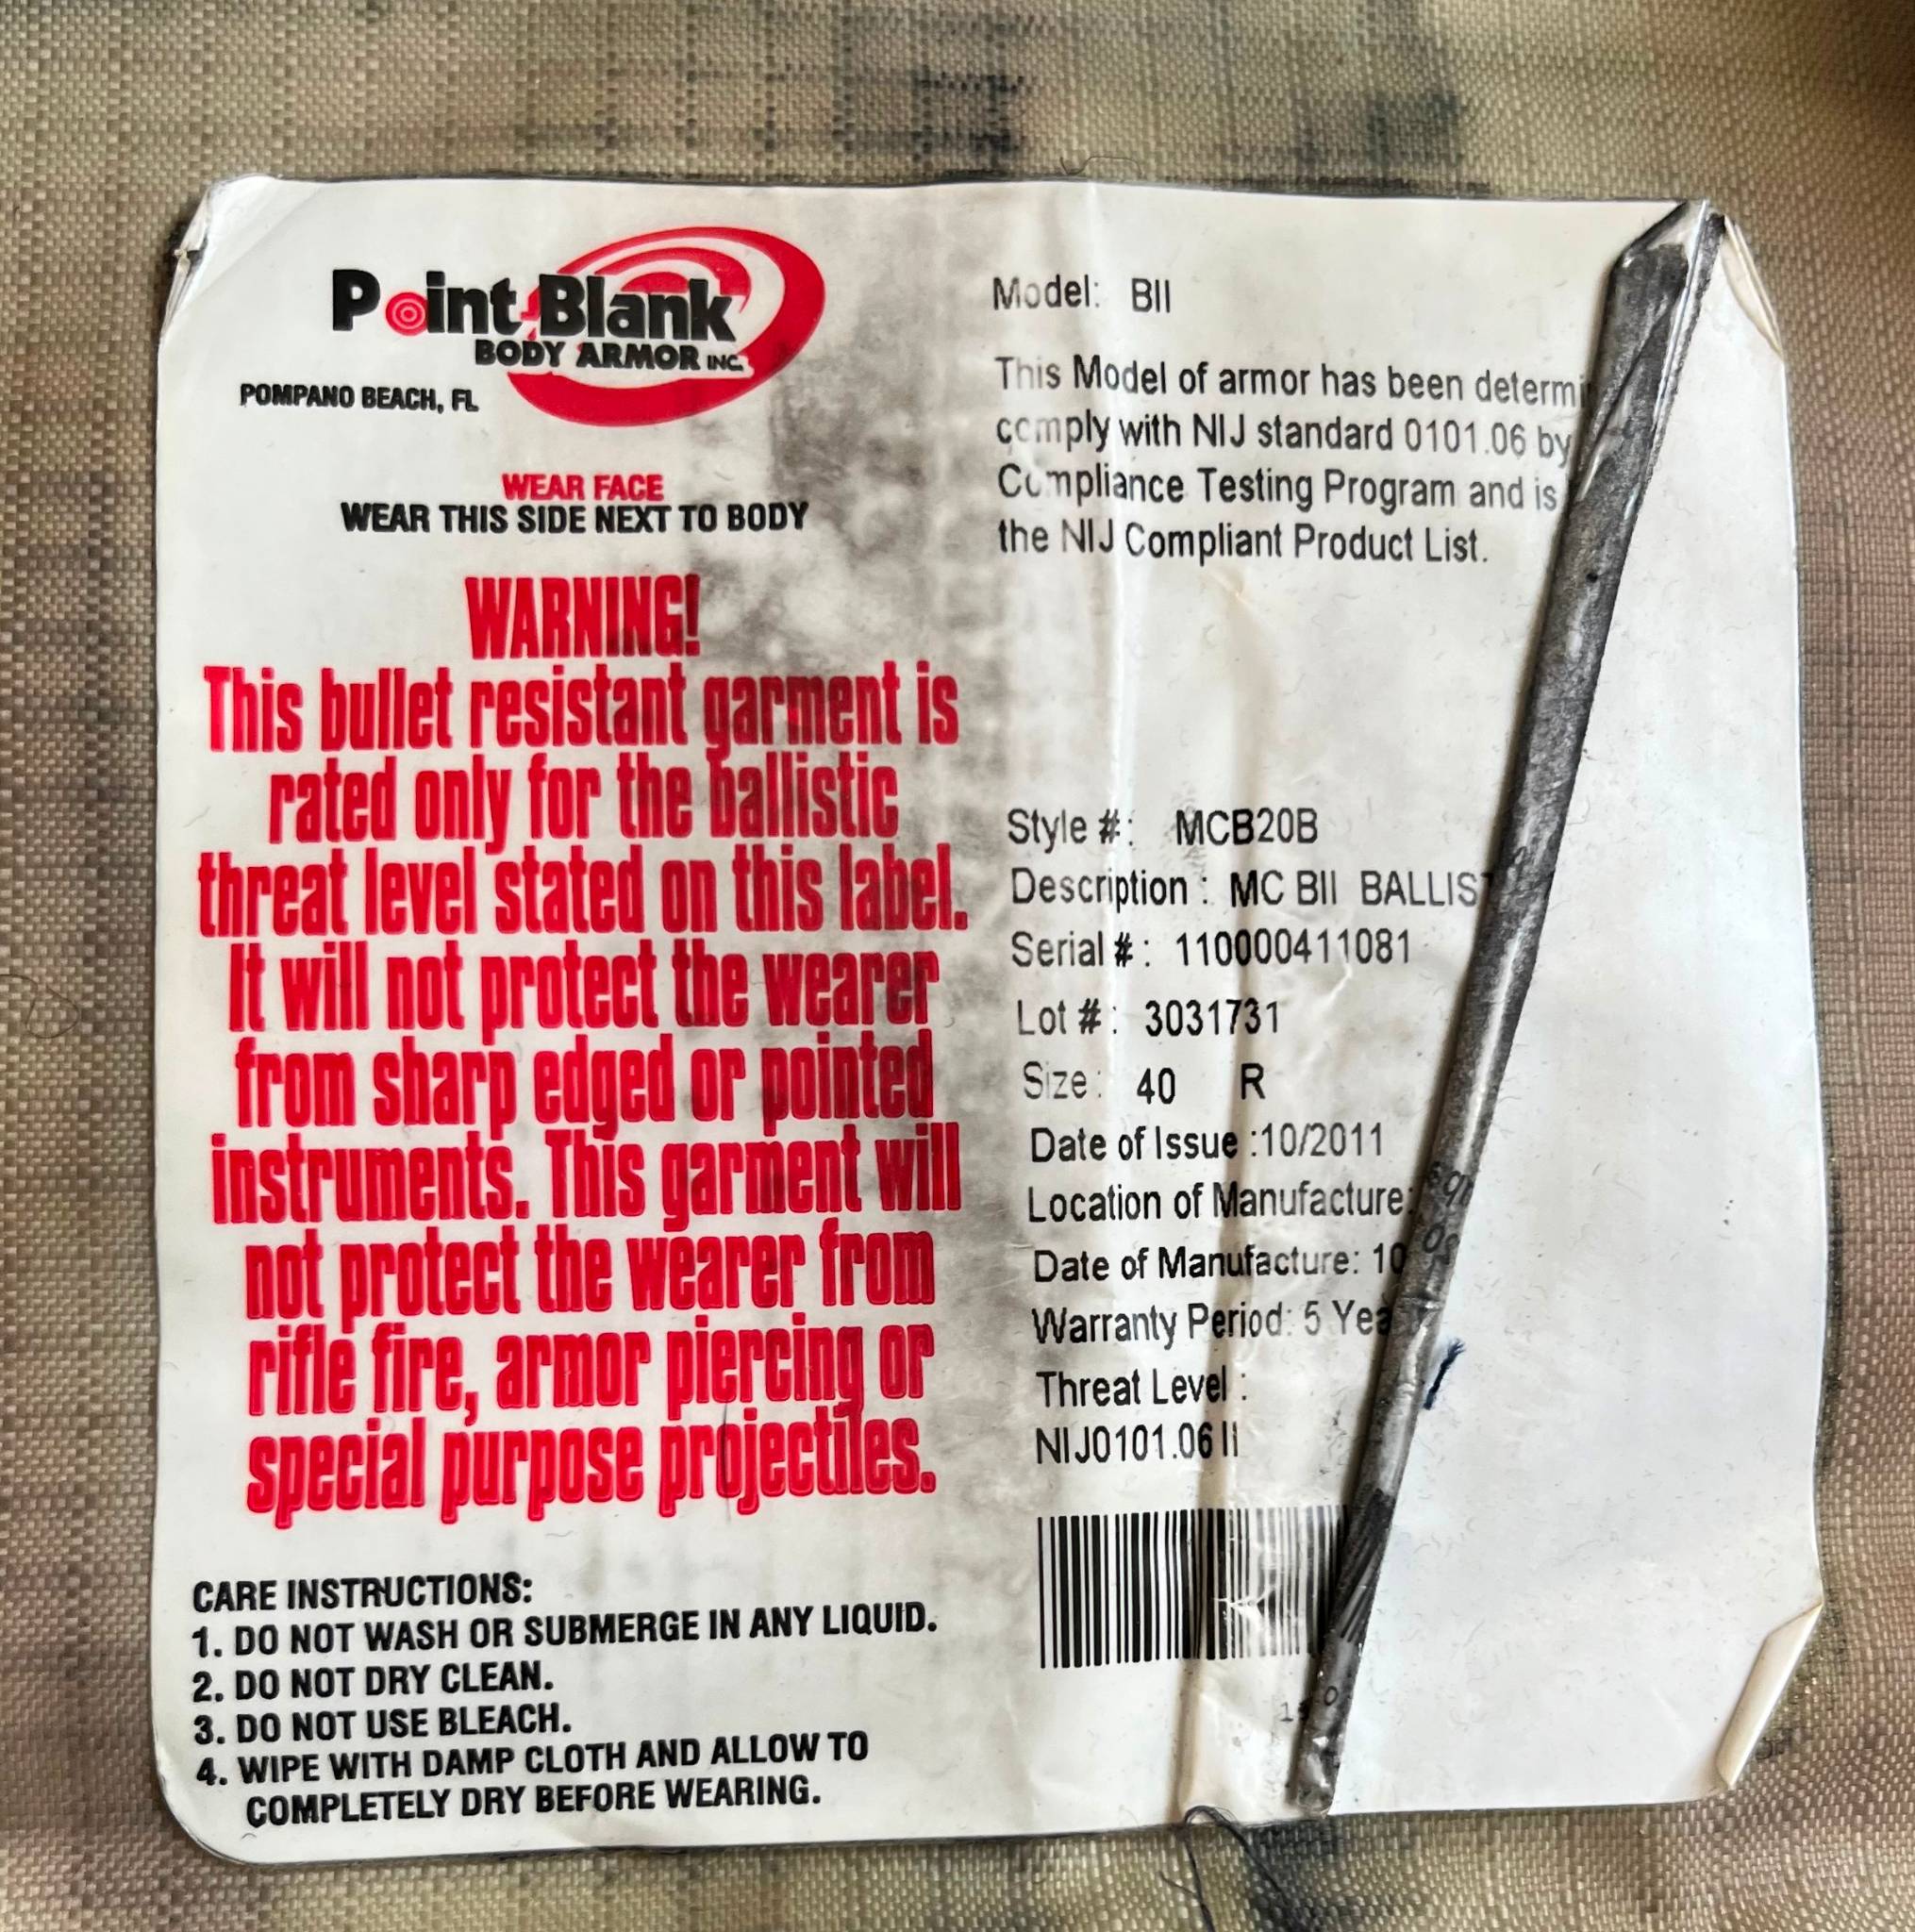 Point Blank
BODY ARMOR INC.
POMPANO BEACH, FL
WEAR FACE
WEAR THIS SIDE NEXT TO BODY
WARNING!
This bullet resistant garment is
rated only for the ballistic
threat level stated on this label.
It will not protect the wearer
from sharp edged or pointed
instruments. This garment will
not protect the wearer from
rifle fire, armor piercing or
special purpose projectiles.
CARE INSTRUCTIONS:
1. DO NOT WASH OR SUBMERGE IN ANY LIQUID.
2. DO NOT DRY CLEAN.
3. DO NOT USE BLEACH.
4. WIPE WITH DAMP CLOTH AND ALLOW TO
COMPLETELY DRY BEFORE WEARING.
Model: BII
This Model of armor has been
comply with NIJ standard 0101.06 by
Compliance Testing Program and is
the NIJ Compliant Product List.
Style #: MCB20B
Description : MC BII
Serial # : 110000411081
Lot # : 3031731
Size : 40 R
Date of Issue :10/2011
Location of Manufacture:
Date of Manufacture: 10
Warranty Period: 5
Threat Level :
NIJ0101.06 II